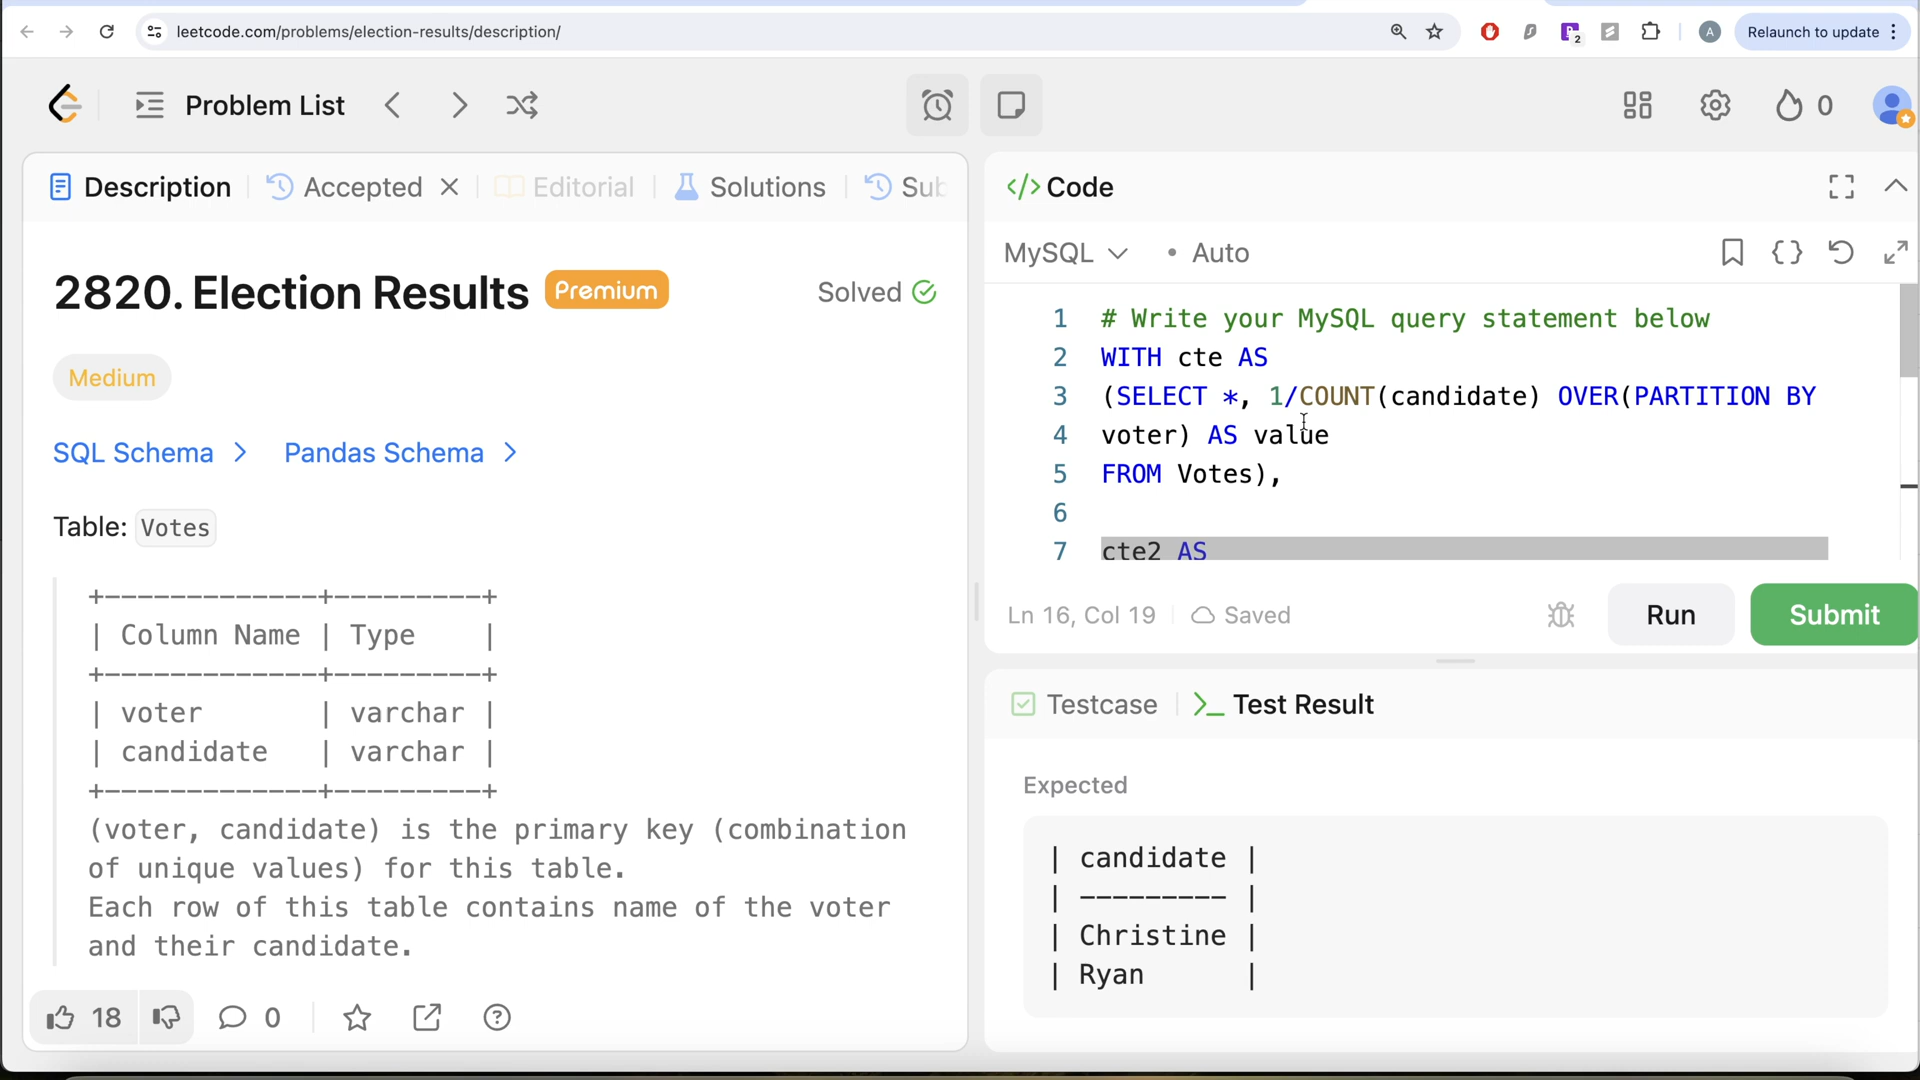 leetcode.com/problems/election-results/description/
2
A
Relaunch to update
Problem List
0
Description
Accepted
Editorial
Solutions
Sub
2820. Election Results
Premium
Solved
Medium
SQL Schema
Pandas Schema
Table: Votes
+-------------+---------+
| Column Name | Type    |
+-------------+---------+
| voter       | varchar |
| candidate   | varchar |
+-------------+---------+
(voter, candidate) is the primary key (combination
of unique values) for this table.
Each row of this table contains name of the voter
and their candidate.
18
0
</> Code
MySQL
• Auto
1 # Write your MySQL query statement below
2 WITH cte AS
3 (SELECT *, 1/COUNT(candidate) OVER(PARTITION BY
4 voter) AS value
5 FROM Votes),
6
7 cte2 AS
Ln 16, Col 19
Saved
Run
Submit
Testcase
>_ Test Result
Expected
| candidate |
| --------- |
| Christine |
| Ryan      |